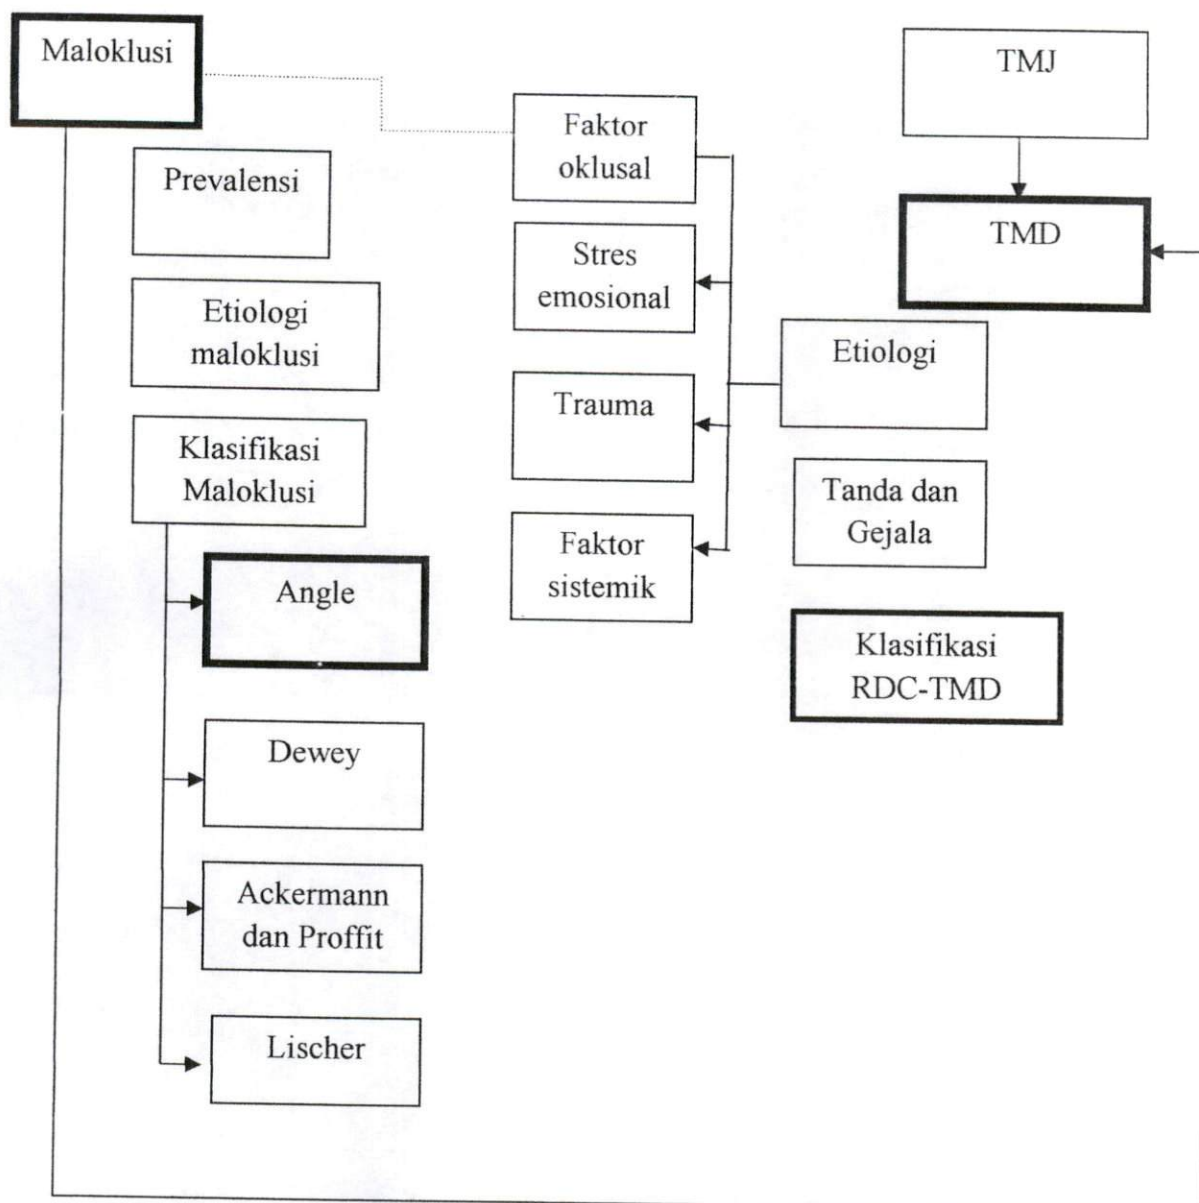 Maloklusi
Prevalensi
Etiologi
maloklusi
Klasifikasi
Maloklusi
Angle
Dewey
Ackermann
dan Proffit
Lischer
Faktor
oklusal
Stres
emosional
Trauma
Faktor
sistemik
TMJ
TMD
Etiologi
Tanda dan
Gejala
Klasifikasi
RDC-TMD